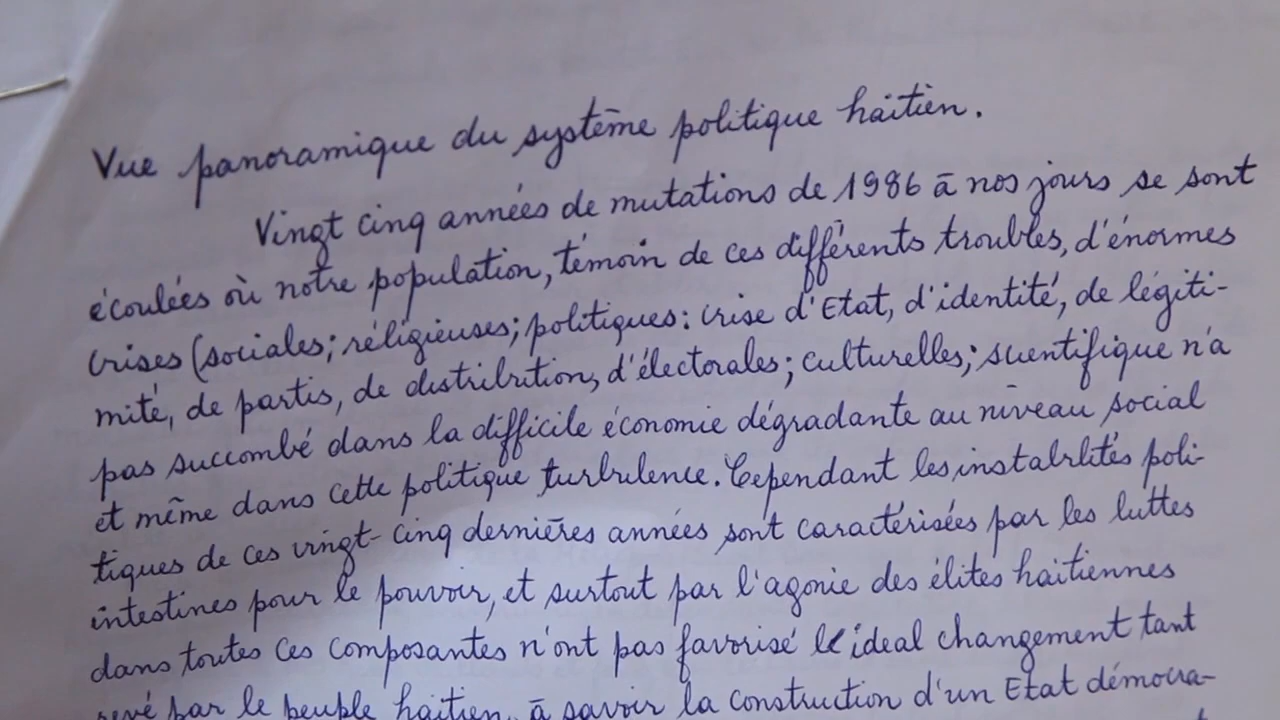 Vue panoramique du système politique haïtien.
Vingt cinq années de mutations de 1986 à nos jours se sont
écoulées où notre population, témoin de ces différents troubles, d'énormes
crises (sociales; réligieuses; politiques: crise d'Etat, d'identité, de légiti-
mité, de partis, de distribution, d'électorales; culturelles; scientifique n'a
pas succombé dans la difficile économie dégradante au niveau social
et même dans cette politique turbulence. Cependant les instabilités poli-
tiques de ces vingt-cinq dernières années sont caractérisées par les luttes
intestines pour le pouvoir, et surtout par l'agonie des élites haïtiennes
dans toutes ces composantes n'ont pas favorisé le ideal changement tant
revé par le peuple haïtien, à savoir la construction d'un Etat démocra-